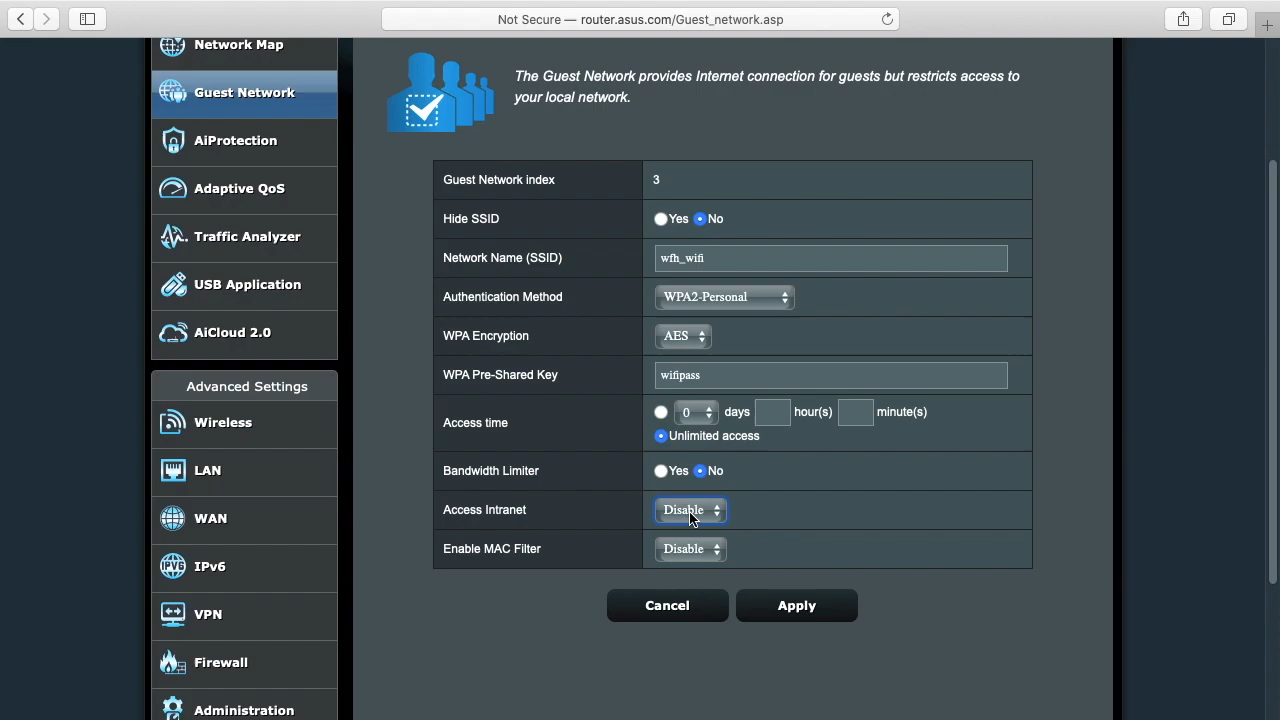 Not Secure — router.asus.com/Guest_network.asp
Network Map
Guest Network
AiProtection
Adaptive QoS
Traffic Analyzer
USB Application
AiCloud 2.0
Advanced Settings
Wireless
LAN
WAN
IPv6
VPN
Firewall
Administration
The Guest Network provides Internet connection for guests but restricts access to
your local network.
Guest Network index 3
Hide SSID Yes No
Network Name (SSID) wfh_wifi
Authentication Method WPA2-Personal
WPA Encryption AES
WPA Pre-Shared Key wifipass
Access time 0 days hour(s) minute(s)
Unlimited access
Bandwidth Limiter Yes No
Access Intranet Disable
Enable MAC Filter Disable
Cancel Apply